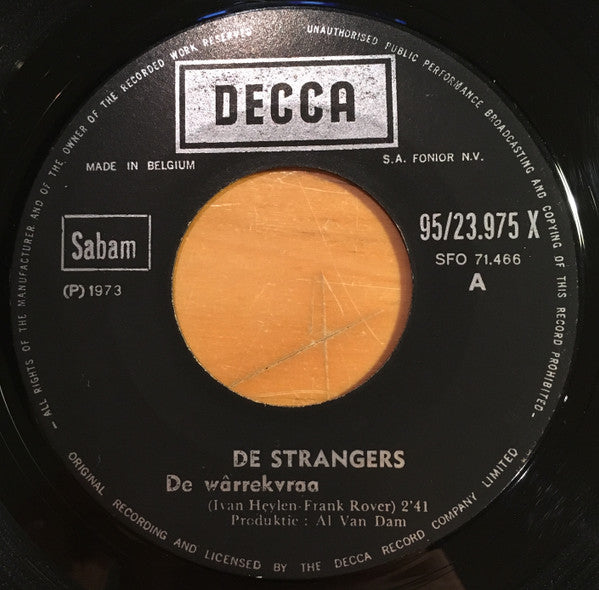 - ALL RIGHTS OF THE MANUFACTURER AND OF THE OWNER OF THE RECORDED WORK RESERVED
UNAUTHORISED PUBLIC PERFORMANCE BROADCASTING AND COPYING OF THIS RECORD PROHIBITED -
DECCA
MADE IN BELGIUM
S.A. FONIOR N.V.
Sabam
(P) 1973
95/23.975 X
SFO 71.466
A
DE STRANGERS
De wârrekvraa
(Ivan Heylen-Frank Rover) 2'41
Produktie : Al Van Dam
ORIGINAL RECORDING AND LICENSED BY THE DECCA RECORD COMPANY LIMITED